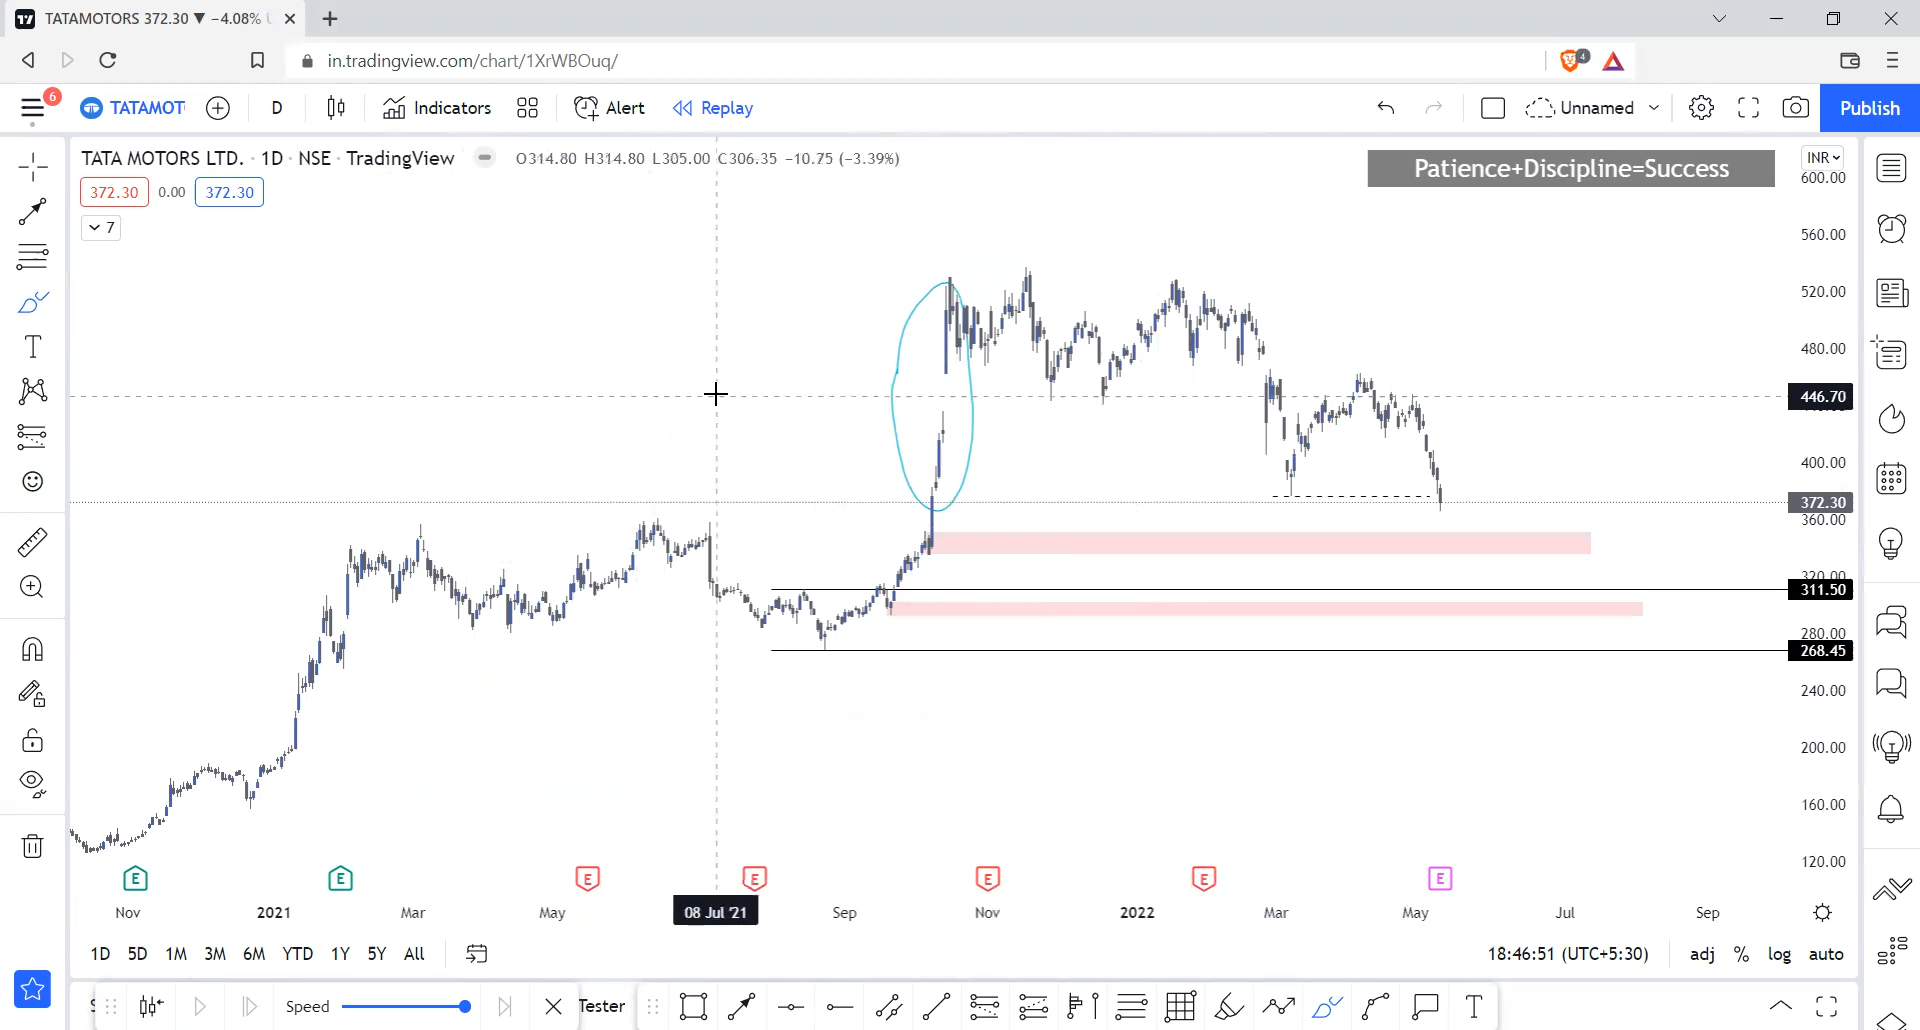 TATAMOTORS 372.30 ▼ −4.08%
in.tradingview.com/chart/1XrWBOuq/
4
6
TATAMOT
D
Indicators
Alert
Replay
Unnamed
Publish
TATA MOTORS LTD. · 1D · NSE · TradingView
O314.80 H314.80 L305.00 C306.35 −10.75 (−3.39%)
Patience+Discipline=Success
INR
372.30 0.00 372.30
7
600.00
560.00
520.00
480.00
446.70
400.00
372.30
360.00
320.00
311.50
280.00
268.45
240.00
200.00
160.00
120.00
E E E E E E E
Nov 2021 Mar May 08 Jul '21 Sep Nov 2022 Mar May Jul Sep
1D 5D 1M 3M 6M YTD 1Y 5Y All
18:46:51 (UTC+5:30) adj % log auto
Speed
Tester
T